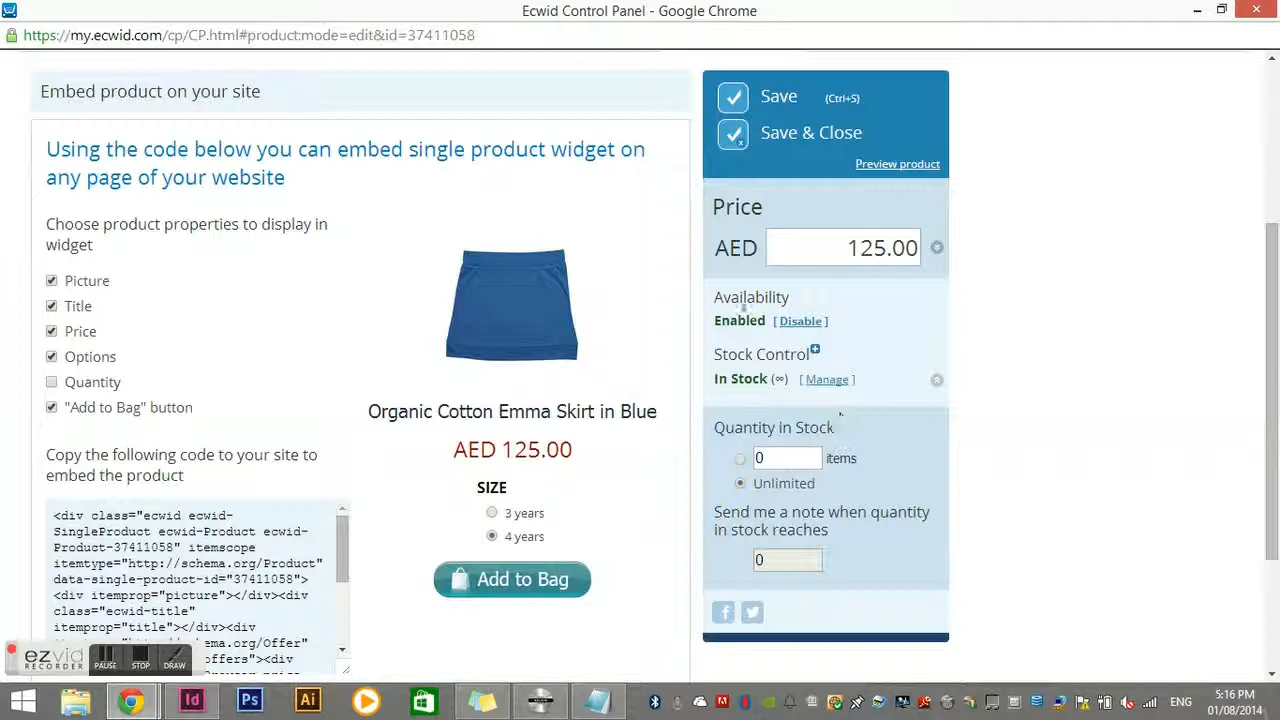 Ecwid Control Panel - Google Chrome
https://my.ecwid.com/cp/CP.html#product:mode=edit&id=37411058
Embed product on your site
Using the code below you can embed single product widget on
any page of your website
Choose product properties to display in
widget
Picture
Title
Price
Options
Quantity
"Add to Bag" button
Copy the following code to your site to
embed the product
<div class="ecwid ecwid-
SingleProduct ecwid-Product ecwid-
Product-37411058" itemscope
itemtype="http://schema.org/Product"
data-single-product-id="37411058">
<div itemprop="picture"></div><div
class="ecwid-title"
itemprop="title"></div><div
"http://schema.org/Offer"
Organic Cotton Emma Skirt in Blue
AED 125.00
SIZE
3 years
4 years
Add to Bag
Save (Ctrl+S)
Save & Close
Preview product
Price
AED 125.00
Availability
Enabled [ Disable ]
Stock Control
In Stock (∞) [ Manage ]
Quantity in Stock
0 items
Unlimited
Send me a note when quantity
in stock reaches
0
ezvid
RECORDER
PAUSE STOP DRAW
Id Ps Ai
ENG
5:16 PM
01/08/2014